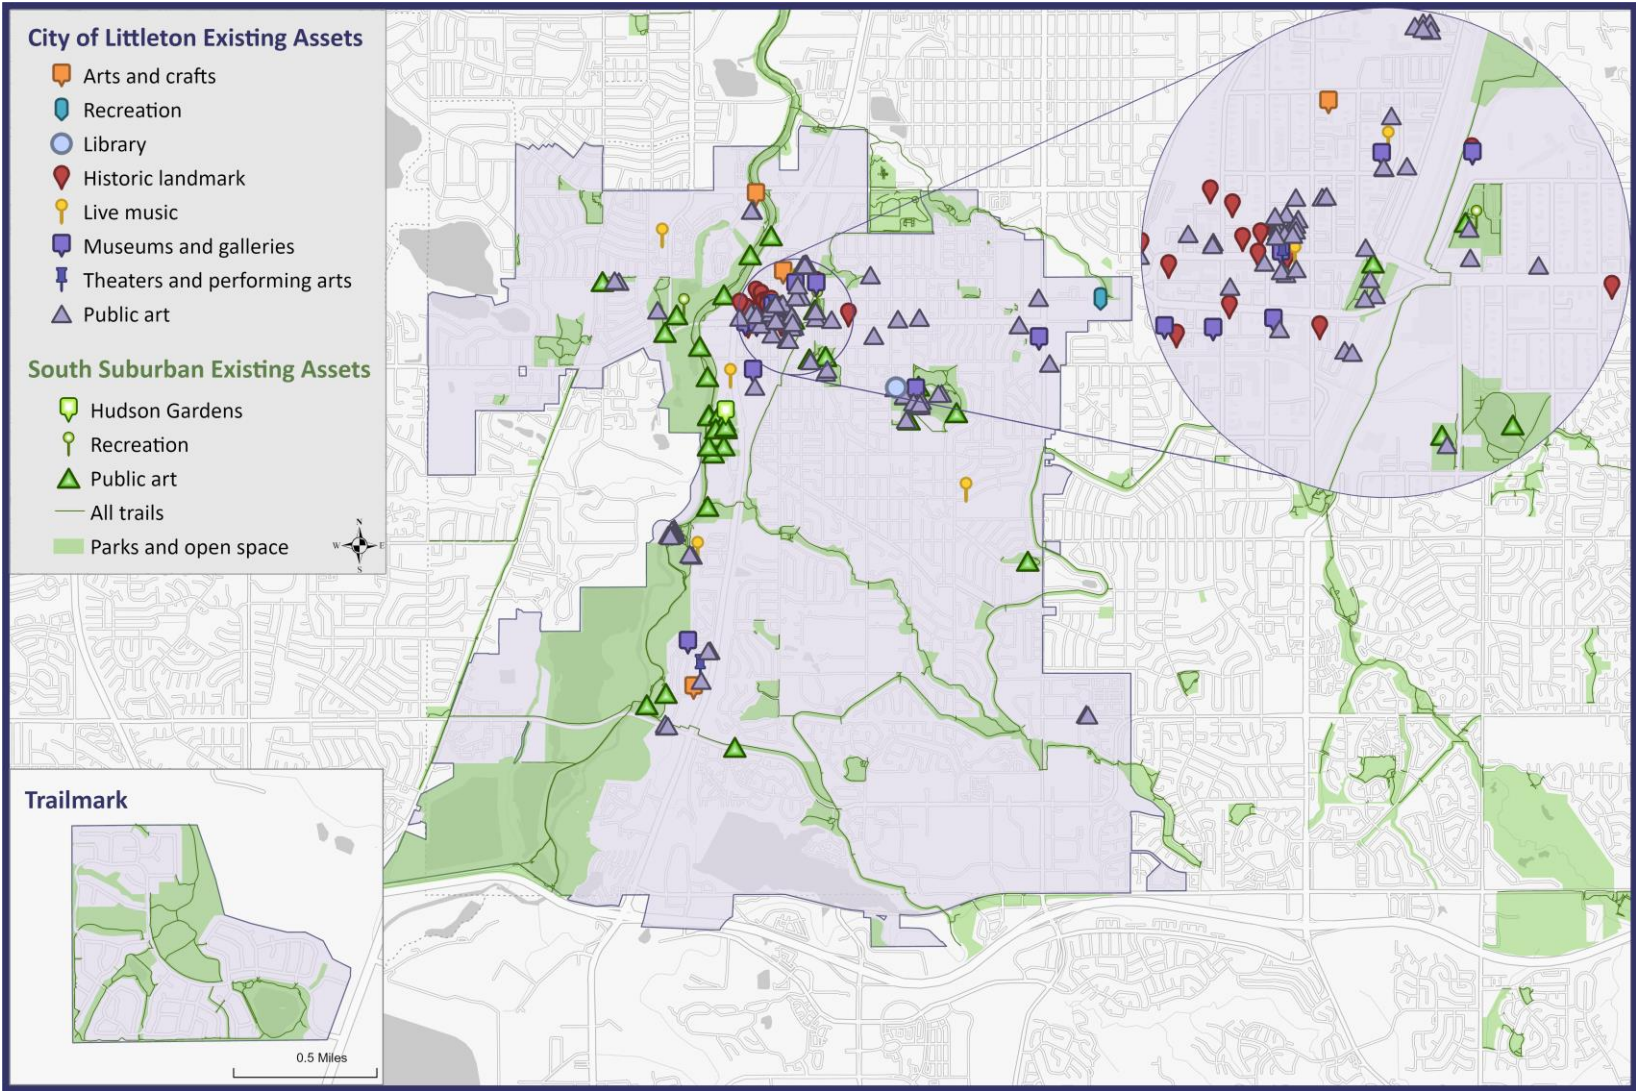 City of Littleton Existing Assets
Arts and crafts
Recreation
Library
Historic landmark
Live music
Museums and galleries
Theaters and performing arts
Public art
South Suburban Existing Assets
Hudson Gardens
Recreation
Public art
All trails
Parks and open space
N
W E
S
Trailmark
0.5 Miles